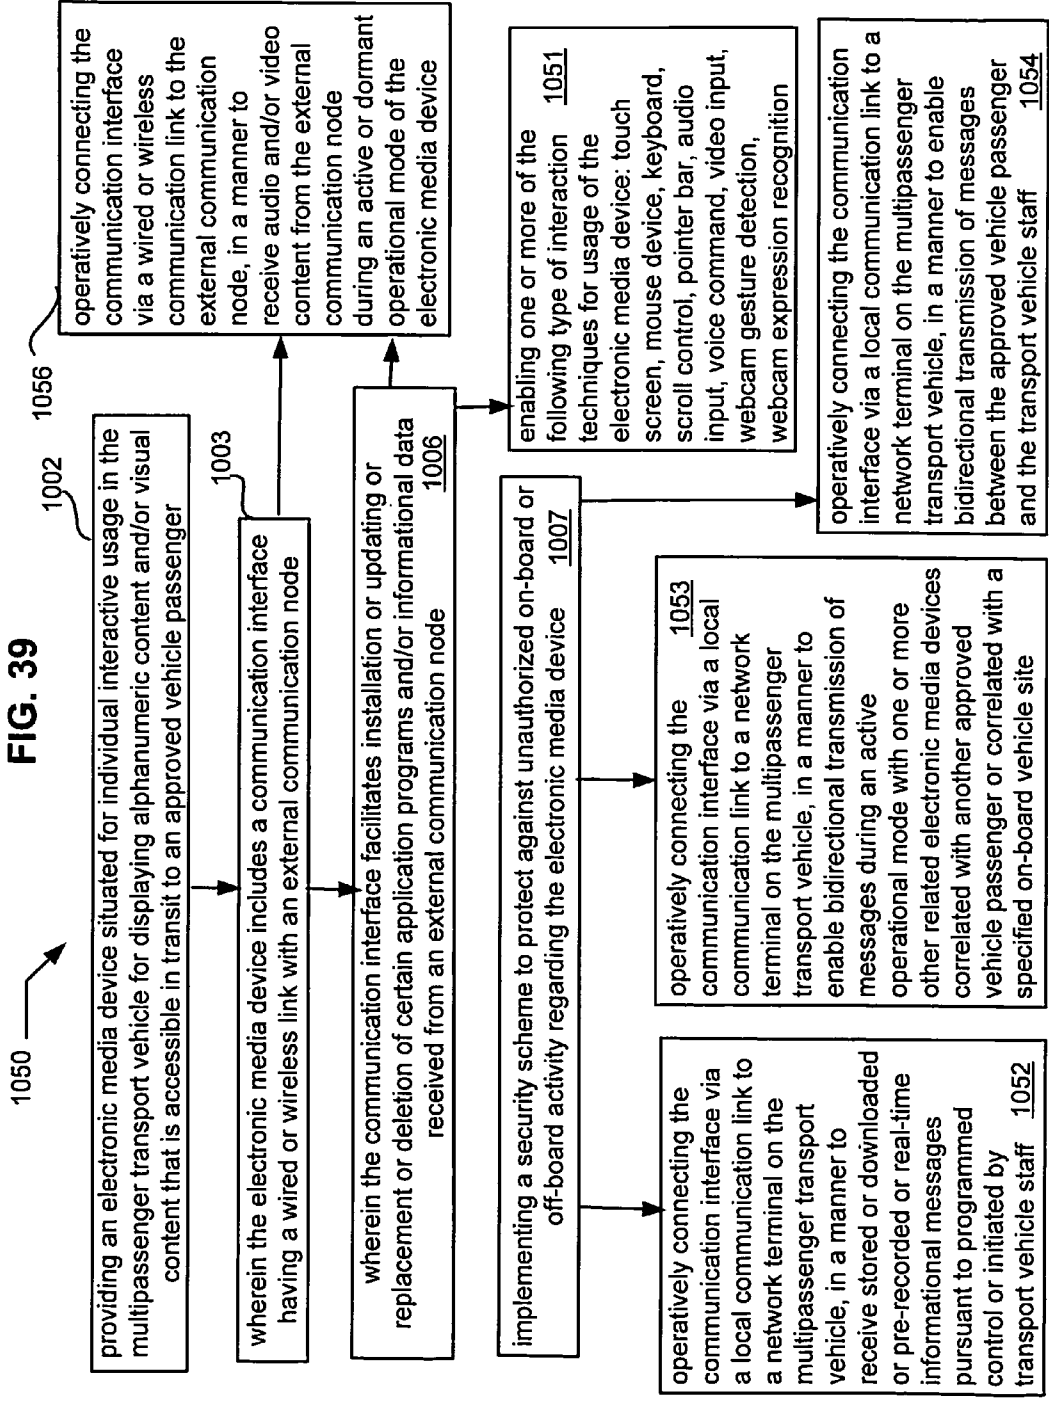 FIG. 39
1050
1002
providing an electronic media device situated for individual interactive usage in the
multipassenger transport vehicle for displaying alphanumeric content and/or visual
content that is accessible in transit to an approved vehicle passenger
1003
wherein the electronic media device includes a communication interface
having a wired or wireless link with an external communication node
wherein the communication interface facilitates installation or updating or
replacement or deletion of certain application programs and/or informational data
received from an external communication node 1006
1056
operatively connecting the
communication interface
via a wired or wireless
communication link to the
external communication
node, in a manner to
receive audio and/or video
content from the external
communication node
during an active or dormant
operational mode of the
electronic media device
implementing a security scheme to protect against unauthorized on-board or
off-board activity regarding the electronic media device 1007
enabling one or more of the
following type of interaction 1051
techniques for usage of the
electronic media device: touch
screen, mouse device, keyboard,
scroll control, pointer bar, audio
input, voice command, video input,
webcam gesture detection,
webcam expression recognition
operatively connecting the
communication interface via
a local communication link to
a network terminal on the
multipassenger transport
vehicle, in a manner to
receive stored or downloaded
or pre-recorded or real-time
informational messages
pursuant to programmed
control or initiated by
transport vehicle staff 1052
operatively connecting the 1053
communication interface via a local
communication link to a network
terminal on the multipassenger
transport vehicle, in a manner to
enable bidirectional transmission of
messages during an active
operational mode with one or more
other related electronic media devices
correlated with another approved
vehicle passenger or correlated with a
specified on-board vehicle site
operatively connecting the communication
interface via a local communication link to a
network terminal on the multipassenger
transport vehicle, in a manner to enable
bidirectional transmission of messages
between the approved vehicle passenger
and the transport vehicle staff 1054